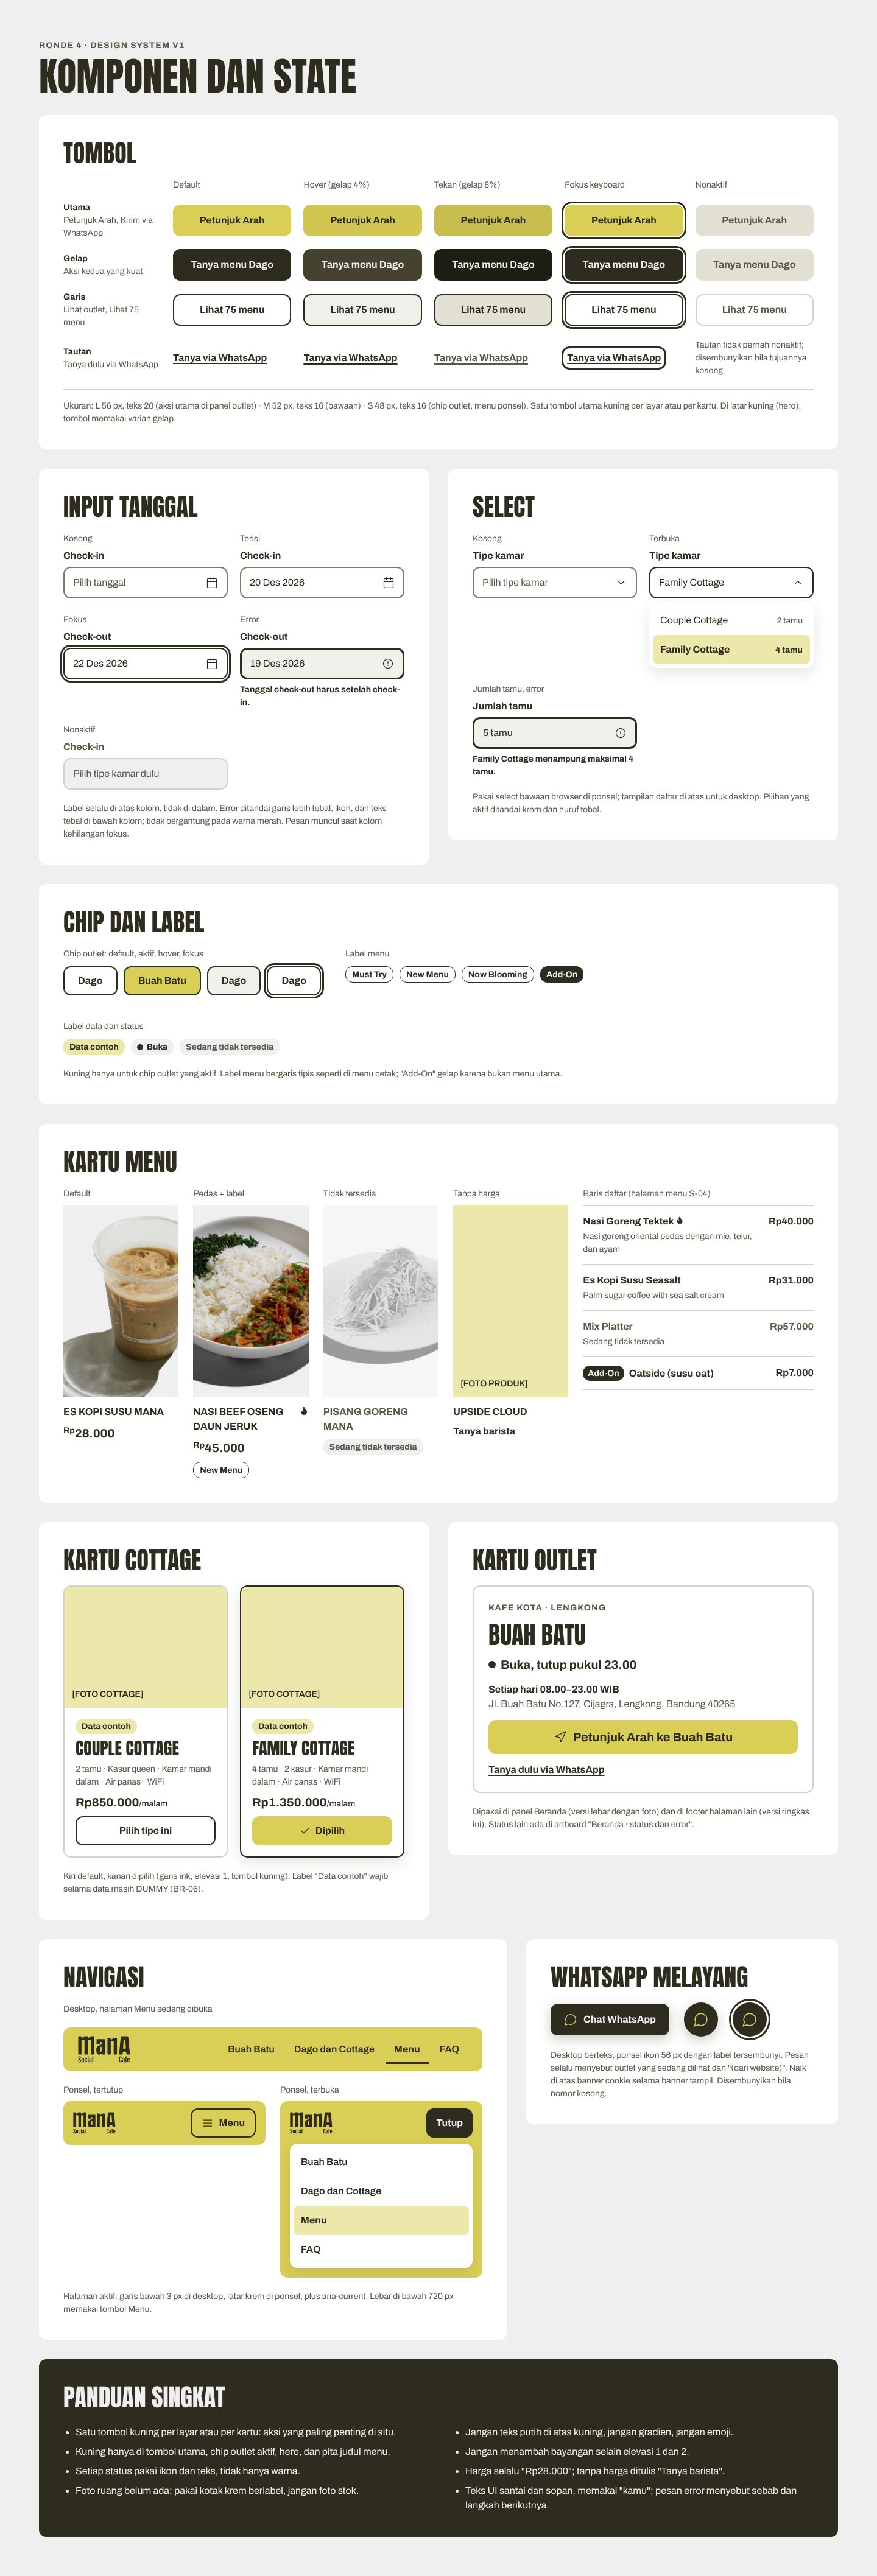 RONDE 4 · DESIGN SYSTEM V1
KOMPONEN DAN STATE
TOMBOL
Default
Hover (gelap 4%)
Tekan (gelap 8%)
Fokus keyboard
Nonaktif
Utama
Petunjuk Arah, Kirim via
WhatsApp
Petunjuk Arah
Petunjuk Arah
Petunjuk Arah
Petunjuk Arah
Petunjuk Arah
Gelap
Aksi kedua yang kuat
Tanya menu Dago
Tanya menu Dago
Tanya menu Dago
Tanya menu Dago
Tanya menu Dago
Garis
Lihat outlet, Lihat 75
menu
Lihat 75 menu
Lihat 75 menu
Lihat 75 menu
Lihat 75 menu
Lihat 75 menu
Tautan
Tanya dulu via WhatsApp
Tanya via WhatsApp
Tanya via WhatsApp
Tanya via WhatsApp
Tanya via WhatsApp
Tautan tidak pernah nonaktif;
disembunyikan bila tujuannya
kosong
Ukuran: L 56 px, teks 20 (aksi utama di panel outlet) · M 52 px, teks 16 (bawaan) · S 48 px, teks 16 (chip outlet, menu ponsel). Satu tombol utama kuning per layar atau per kartu. Di latar kuning (hero),
tombol memakai varian gelap.
INPUT TANGGAL
Kosong
Check-in
Pilih tanggal
Terisi
Check-in
20 Des 2026
Fokus
Check-out
22 Des 2026
Error
Check-out
19 Des 2026
Tanggal check-out harus setelah check-
in.
Nonaktif
Check-in
Pilih tipe kamar dulu
Label selalu di atas kolom, tidak di dalam. Error ditandai garis lebih tebal, ikon, dan teks
tebal di bawah kolom; tidak bergantung pada warna merah. Pesan muncul saat kolom
kehilangan fokus.
SELECT
Kosong
Tipe kamar
Pilih tipe kamar
Terbuka
Tipe kamar
Family Cottage
Couple Cottage 2 tamu
Family Cottage 4 tamu
Jumlah tamu, error
Jumlah tamu
5 tamu
Family Cottage menampung maksimal 4
tamu.
Pakai select bawaan browser di ponsel; tampilan daftar di atas untuk desktop. Pilihan yang
aktif ditandai krem dan huruf tebal.
CHIP DAN LABEL
Chip outlet: default, aktif, hover, fokus
Dago
Buah Batu
Dago
Dago
Label menu
Must Try
New Menu
Now Blooming
Add-On
Label data dan status
Data contoh
Buka
Sedang tidak tersedia
Kuning hanya untuk chip outlet yang aktif. Label menu bergaris tipis seperti di menu cetak; "Add-On" gelap karena bukan menu utama.
KARTU MENU
Default
ES KOPI SUSU MANA
Rp28.000
Pedas + label
NASI BEEF OSENG
DAUN JERUK
Rp45.000
New Menu
Tidak tersedia
PISANG GORENG
MANA
Sedang tidak tersedia
Tanpa harga
[FOTO PRODUK]
UPSIDE CLOUD
Tanya barista
Baris daftar (halaman menu S-04)
Nasi Goreng Tektek Rp40.000
Nasi goreng oriental pedas dengan mie, telur,
dan ayam
Es Kopi Susu Seasalt Rp31.000
Palm sugar coffee with sea salt cream
Mix Platter Rp57.000
Sedang tidak tersedia
Add-On Oatside (susu oat) Rp7.000
KARTU COTTAGE
[FOTO COTTAGE]
Data contoh
COUPLE COTTAGE
2 tamu · Kasur queen · Kamar mandi
dalam · Air panas · WiFi
Rp850.000/malam
Pilih tipe ini
[FOTO COTTAGE]
Data contoh
FAMILY COTTAGE
4 tamu · 2 kasur · Kamar mandi
dalam · Air panas · WiFi
Rp1.350.000/malam
Dipilih
Kiri default, kanan dipilih (garis ink, elevasi 1, tombol kuning). Label "Data contoh" wajib
selama data masih DUMMY (BR-06).
KARTU OUTLET
KAFE KOTA · LENGKONG
BUAH BATU
Buka, tutup pukul 23.00
Setiap hari 08.00–23.00 WIB
Jl. Buah Batu No.127, Cijagra, Lengkong, Bandung 40265
Petunjuk Arah ke Buah Batu
Tanya dulu via WhatsApp
Dipakai di panel Beranda (versi lebar dengan foto) dan di footer halaman lain (versi ringkas
ini). Status lain ada di artboard "Beranda · status dan error".
NAVIGASI
Desktop, halaman Menu sedang dibuka
manA
Social Cafe
Buah Batu
Dago dan Cottage
Menu
FAQ
Ponsel, tertutup
manA
Social Cafe
Menu
Ponsel, terbuka
manA
Social Cafe
Tutup
Buah Batu
Dago dan Cottage
Menu
FAQ
Halaman aktif: garis bawah 3 px di desktop, latar krem di ponsel, plus aria-current. Lebar di bawah 720 px
memakai tombol Menu.
WHATSAPP MELAYANG
Chat WhatsApp
Desktop berteks, ponsel ikon 56 px dengan label tersembunyi. Pesan
selalu menyebut outlet yang sedang dilihat dan "(dari website)". Naik
di atas banner cookie selama banner tampil. Disembunyikan bila
nomor kosong.
PANDUAN SINGKAT
• Satu tombol kuning per layar atau per kartu: aksi yang paling penting di situ.
• Kuning hanya di tombol utama, chip outlet aktif, hero, dan pita judul menu.
• Setiap status pakai ikon dan teks, tidak hanya warna.
• Foto ruang belum ada: pakai kotak krem berlabel, jangan foto stok.
• Jangan teks putih di atas kuning, jangan gradien, jangan emoji.
• Jangan menambah bayangan selain elevasi 1 dan 2.
• Harga selalu "Rp28.000"; tanpa harga ditulis "Tanya barista".
• Teks UI santai dan sopan, memakai "kamu"; pesan error menyebut sebab dan
langkah berikutnya.